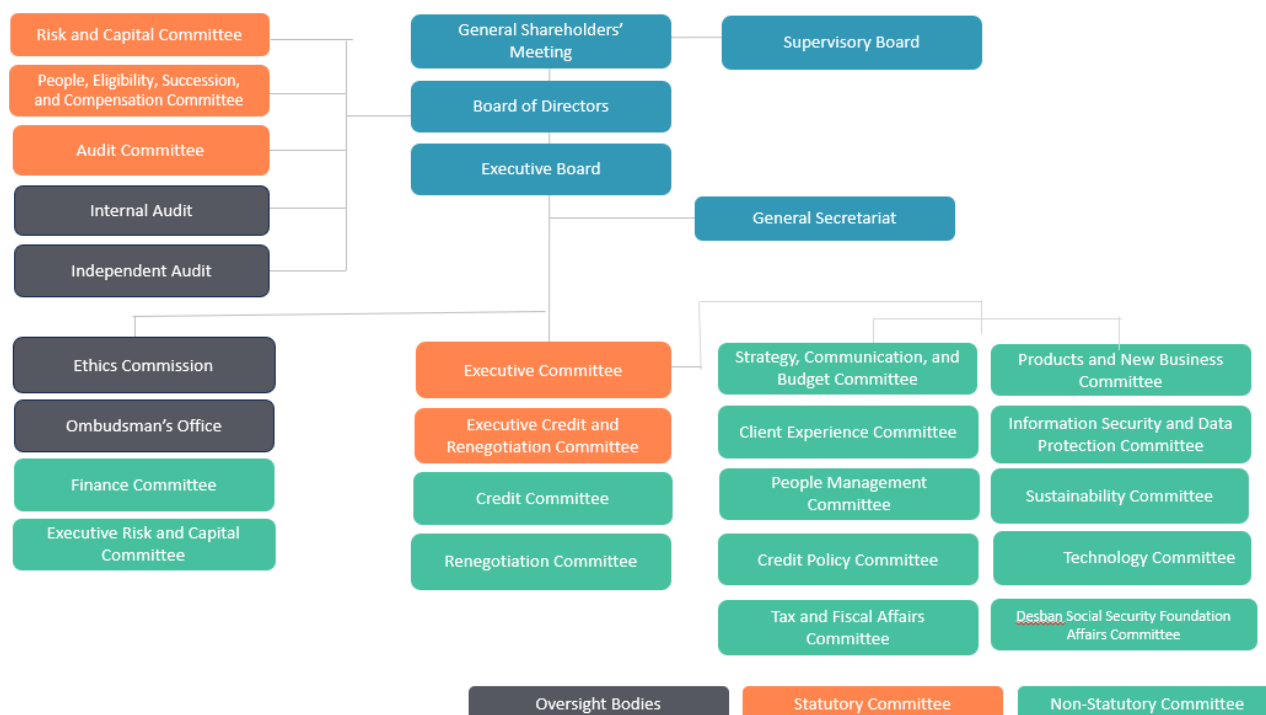 Risk and Capital Committee
People, Eligibility, Succession,
and Compensation Committee
Audit Committee
Internal Audit
Independent Audit
General Shareholders’
Meeting
Supervisory Board
Board of Directors
Executive Board
General Secretariat
Ethics Commission
Ombudsman’s Office
Finance Committee
Executive Risk and Capital
Committee
Executive Committee
Executive Credit and
Renegotiation Committee
Credit Committee
Renegotiation Committee
Strategy, Communication, and
Budget Committee
Client Experience Committee
People Management
Committee
Credit Policy Committee
Tax and Fiscal Affairs
Committee
Products and New Business
Committee
Information Security and Data
Protection Committee
Sustainability Committee
Technology Committee
Desban Social Security Foundation
Affairs Committee
Oversight Bodies
Statutory Committee
Non-Statutory Committee